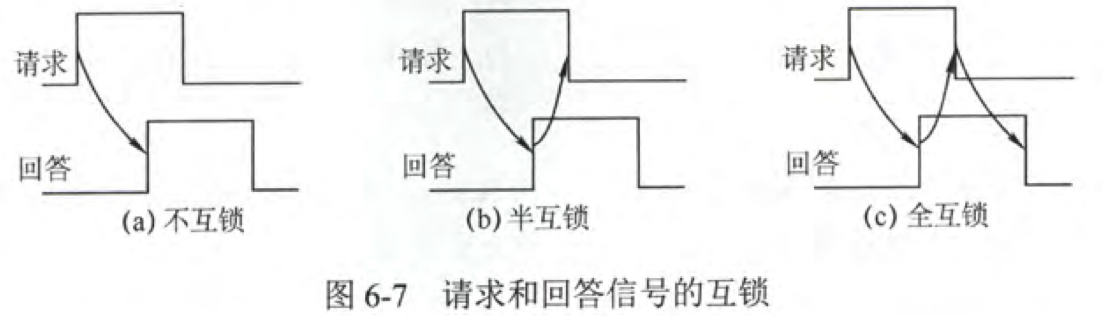 请求 请求 请求
回答 回答 回答
(a) 不互锁 (b) 半互锁 (c) 全互锁
图 6-7 请求和回答信号的互锁